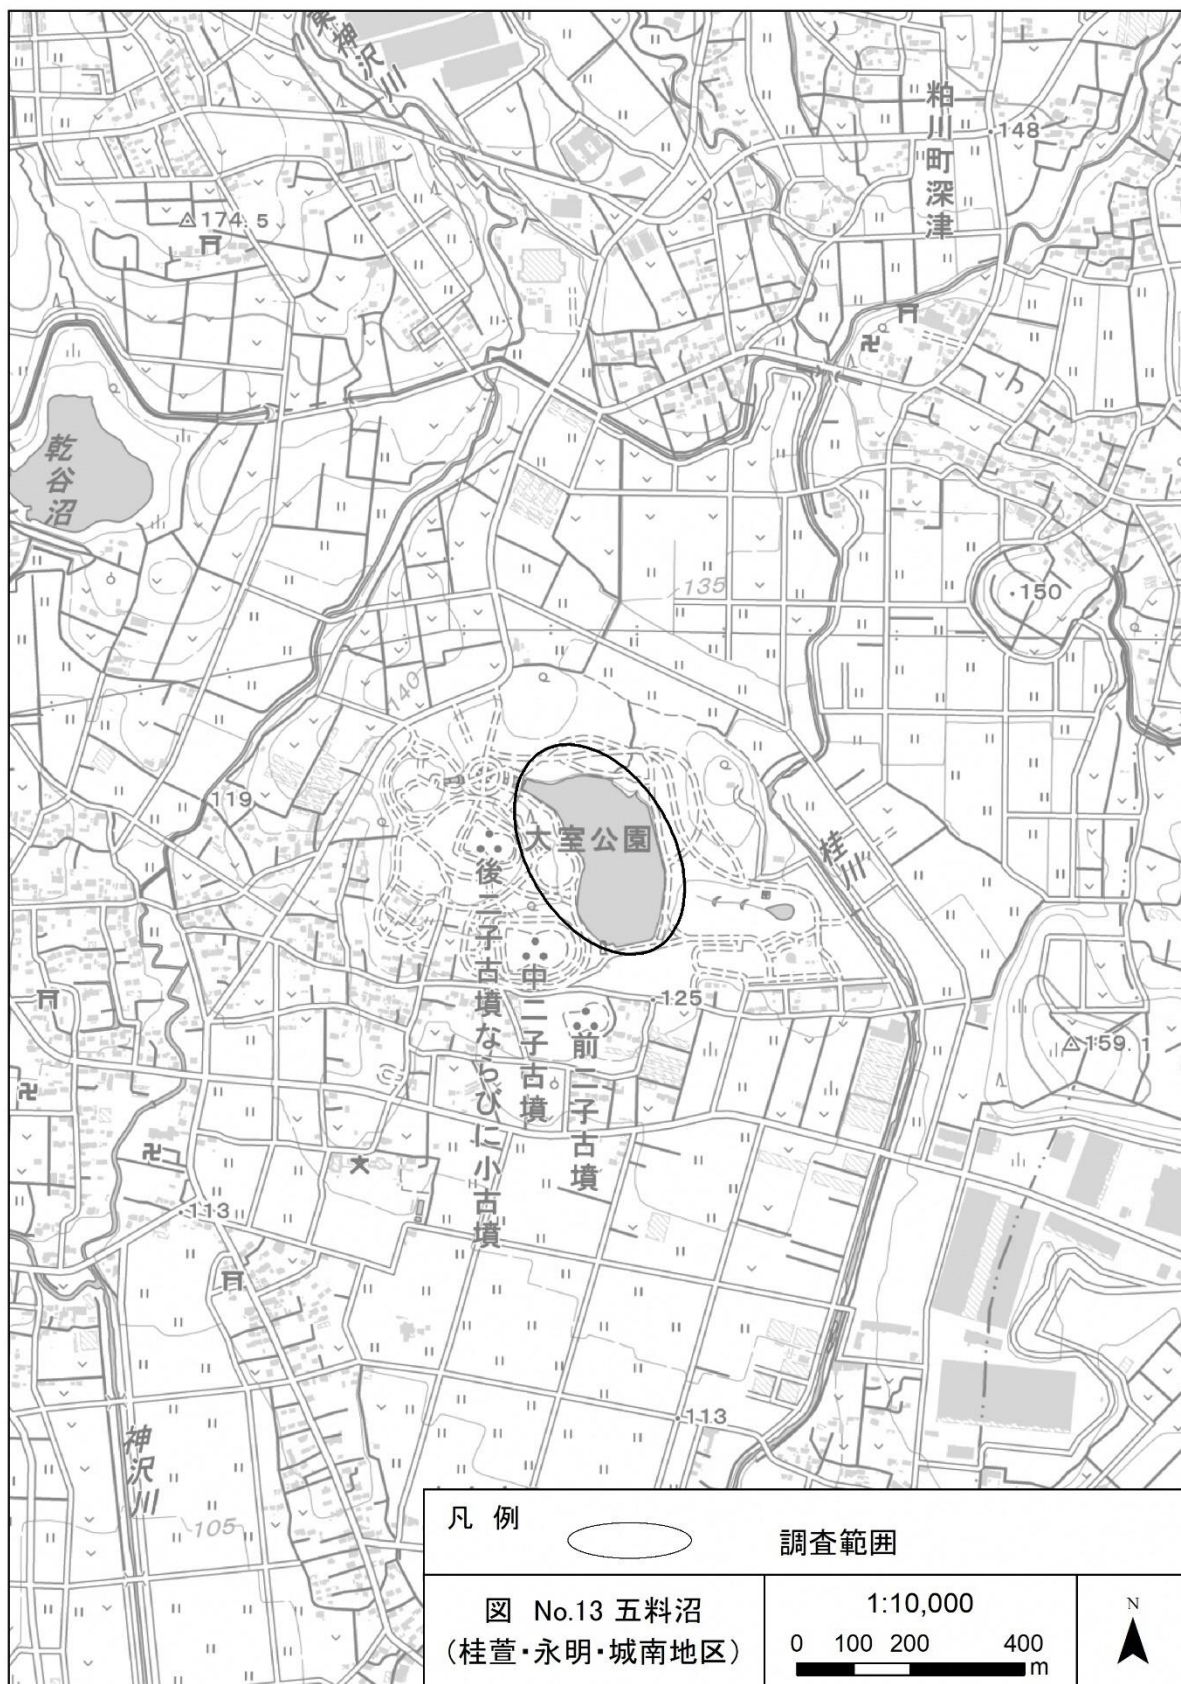 東神沢川
粕川町深津
148
174.5
乾谷沼
135
150
140
119
大室公園
桂川
後二子古墳ならびに小古墳
中二子古墳
前二子古墳
125
159.1
113
113
神沢川
105
凡 例
調査範囲
図 No.13 五料沼
(桂萱・永明・城南地区)
1:10,000
0 100 200 400
m
N